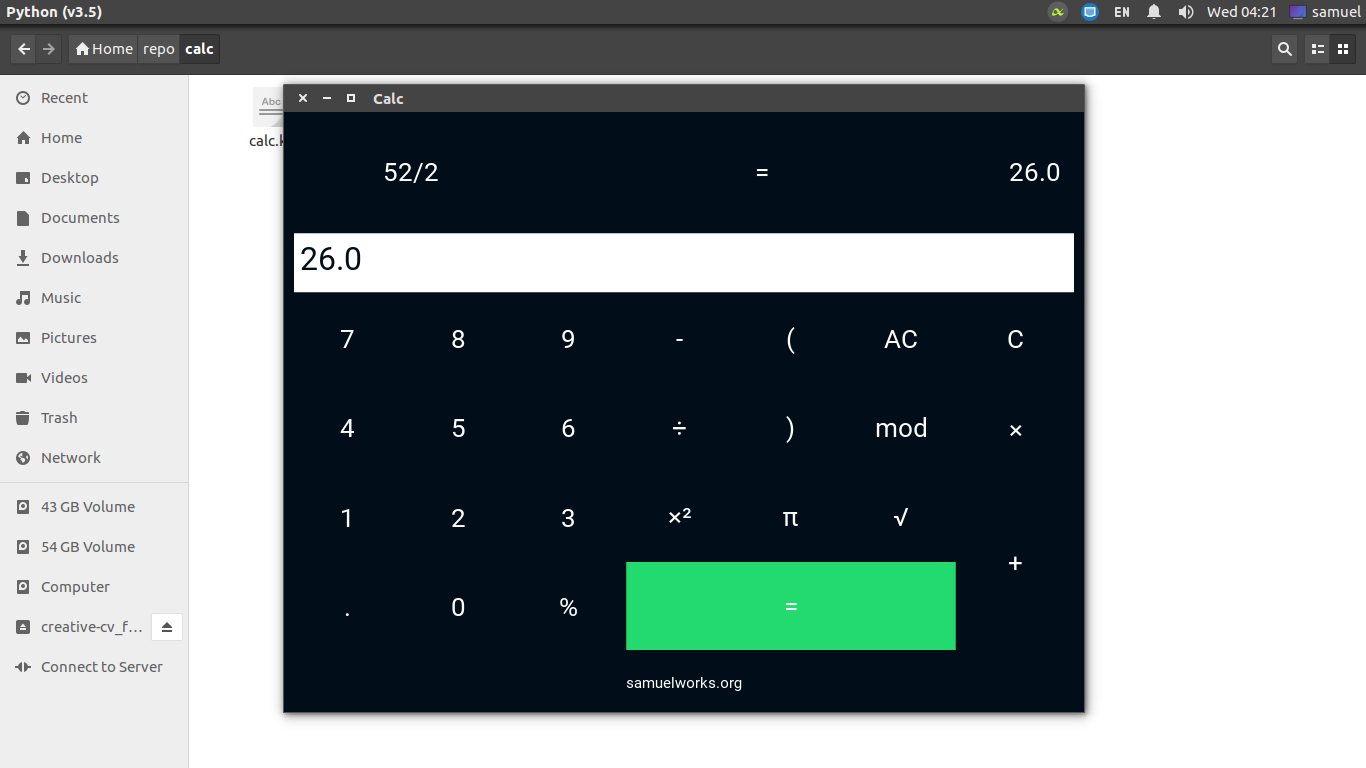 Python (v3.5)
EN
Wed 04:21
samuel
Home
repo
calc
Recent
Home
Desktop
Documents
Downloads
Music
Pictures
Videos
Trash
Network
43 GB Volume
54 GB Volume
Computer
creative-cv_f...
Connect to Server
Abc
calc.k
Calc
52/2 = 26.0
26.0
7 8 9 - ( AC C
4 5 6 ÷ ) mod ×
1 2 3 ×² π √
+
. 0 % =
samuelworks.org